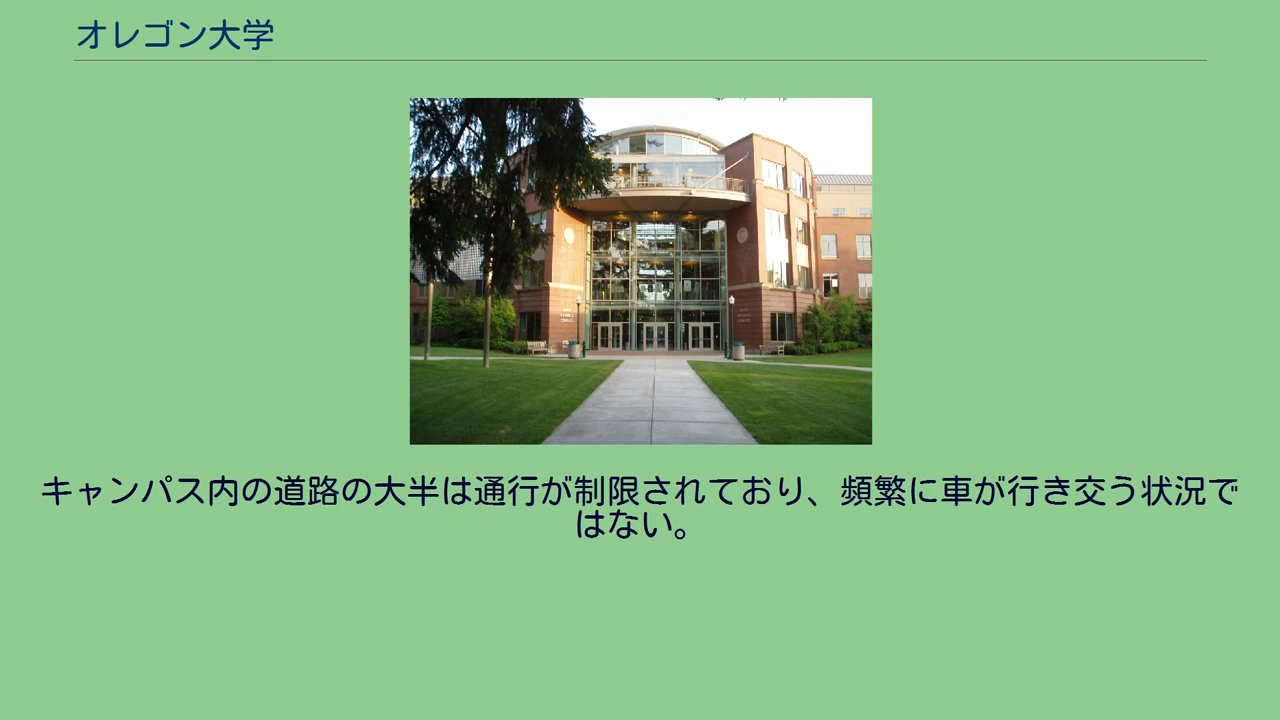 オレゴン大学
キャンパス内の道路の大半は通行が制限されており、頻繁に車が行き交う状況で
はない。